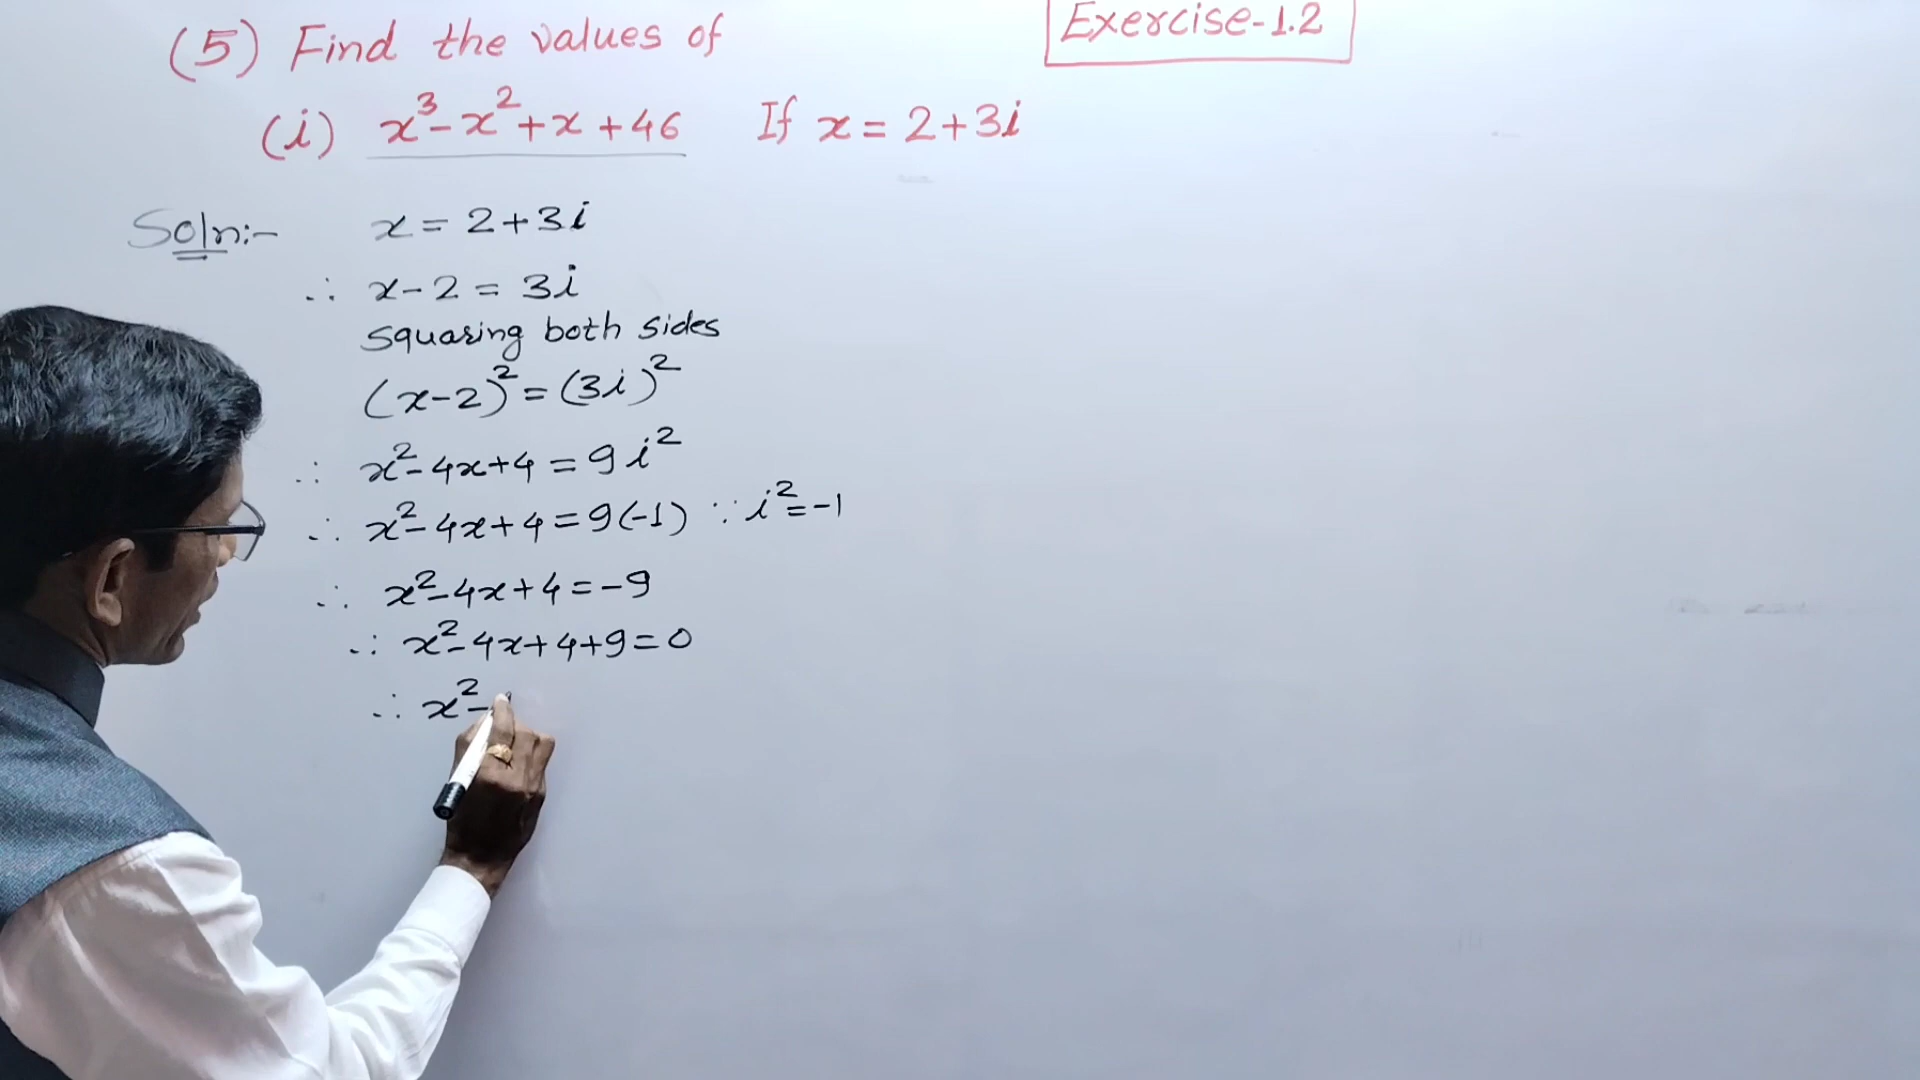 (5) Find the values of
Exercise-1.2
(i) x³-x²+x+46 If x = 2+3i
Soln:- x = 2+3i
∴ x-2 = 3i
squaring both sides
(x-2)² = (3i)²
∴ x²-4x+4 = 9i²
∴ x²-4x+4 = 9(-1) ∵ i²=-1
∴ x²-4x+4 = -9
∴ x²-4x+4+9=0
∴ x²-